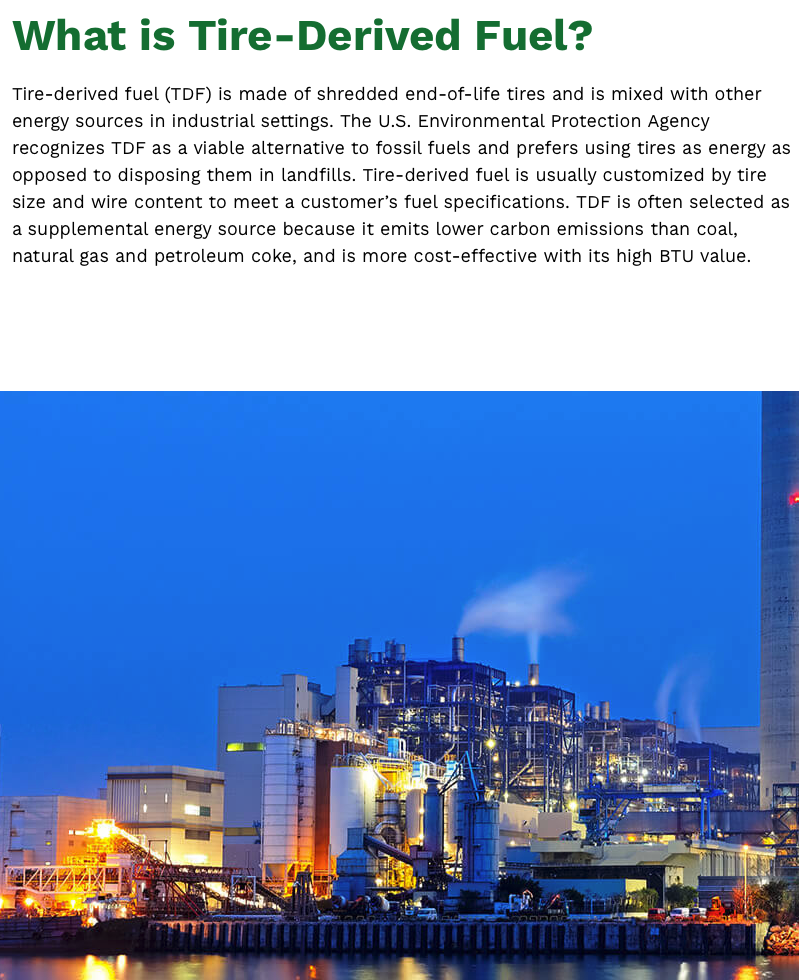 What is Tire-Derived Fuel?
Tire-derived fuel (TDF) is made of shredded end-of-life tires and is mixed with other
energy sources in industrial settings. The U.S. Environmental Protection Agency
recognizes TDF as a viable alternative to fossil fuels and prefers using tires as energy as
opposed to disposing them in landfills. Tire-derived fuel is usually customized by tire
size and wire content to meet a customer’s fuel specifications. TDF is often selected as
a supplemental energy source because it emits lower carbon emissions than coal,
natural gas and petroleum coke, and is more cost-effective with its high BTU value.